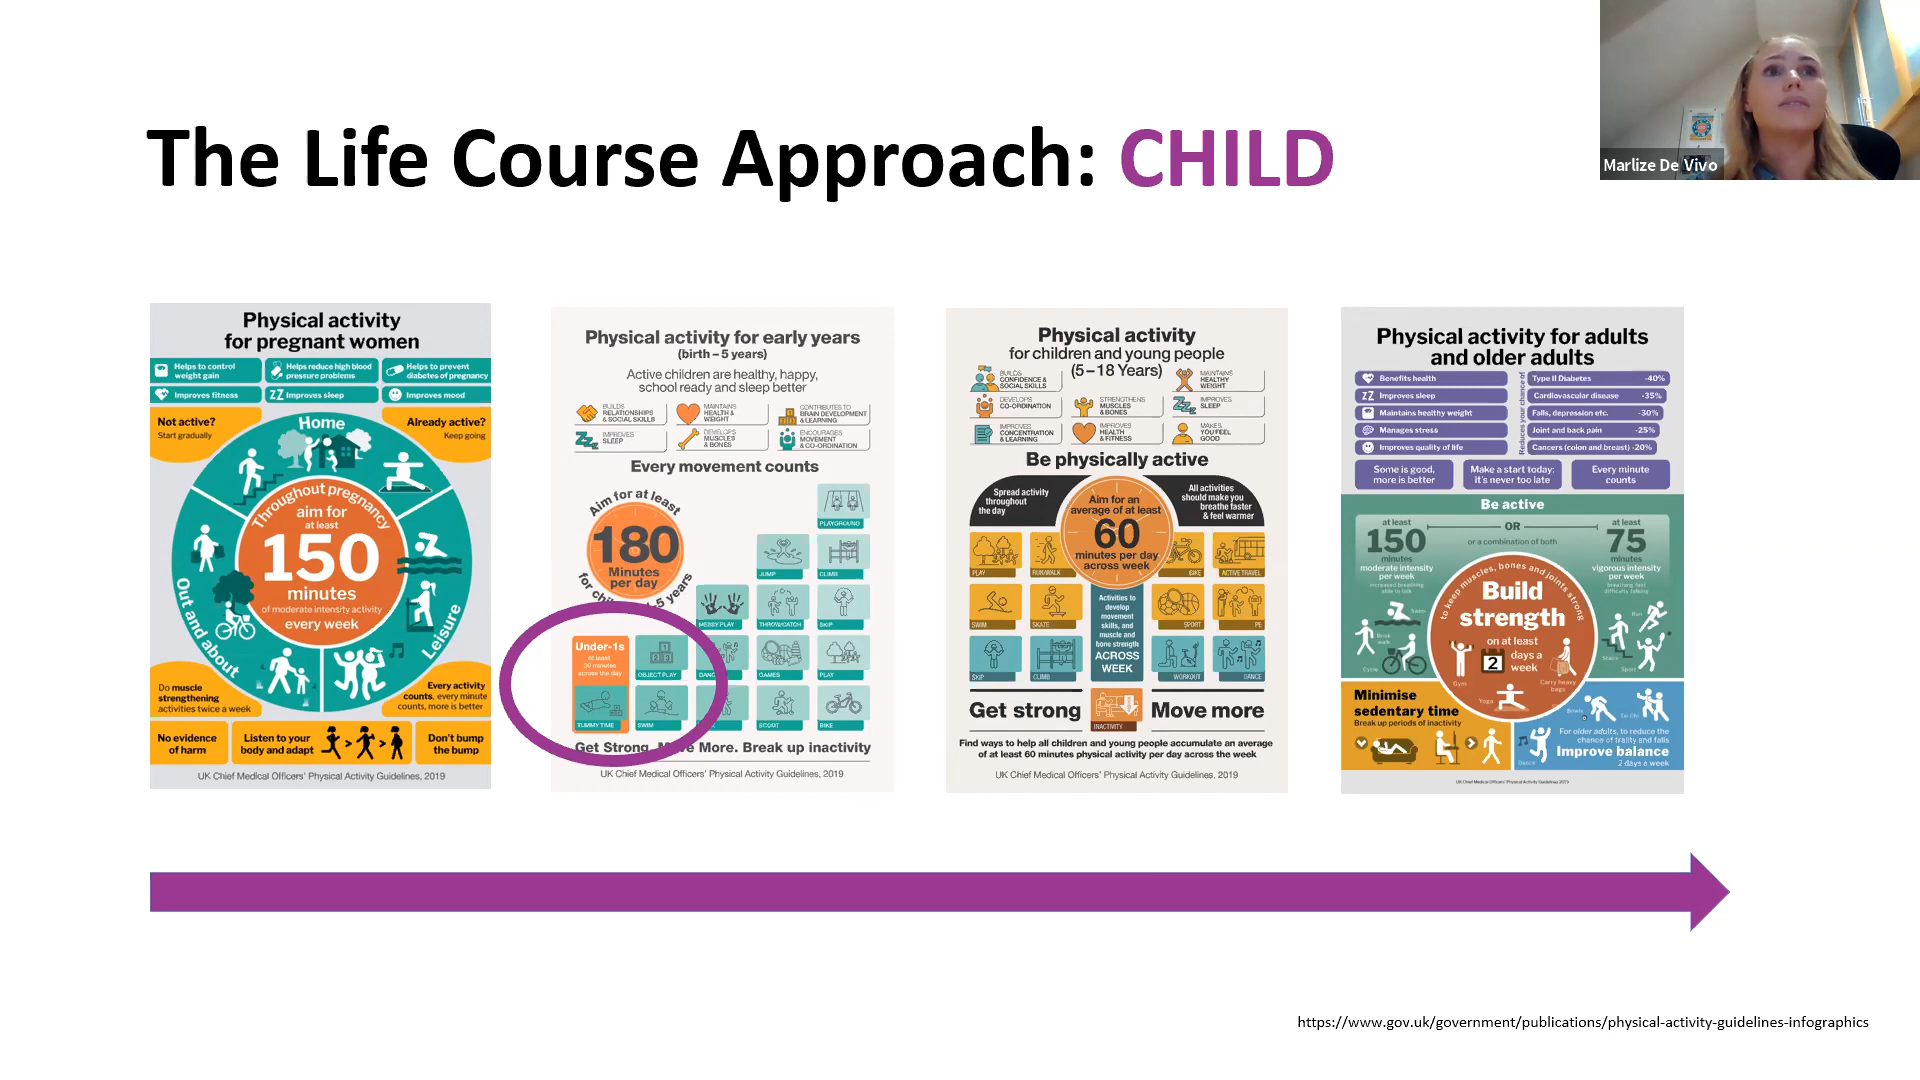 The Life Course Approach: CHILD
Marlize De Vivo
Physical activity
for pregnant women
Helps to control
weight gain
Helps reduce high blood
pressure problems
Helps to prevent
diabetes of pregnancy
Improves fitness
Improves sleep
Improves mood
Not active?
Start gradually
Already active?
Keep going
Home
Throughout pregnancy
aim for
at least
150
minutes
of moderate intensity activity
every week
Out and about
Leisure
Do muscle
strengthening
activities twice a week
Every activity
counts, every minute
counts, more is better
No evidence
of harm
Listen to your
body and adapt
Don't bump
the bump
UK Chief Medical Officers' Physical Activity Guidelines, 2019
Physical activity for early years
(birth – 5 years)
Active children are healthy, happy,
school ready and sleep better
BUILDS
RELATIONSHIPS
& SOCIAL SKILLS
MAINTAINS
HEALTH &
WEIGHT
CONTRIBUTES TO
BRAIN DEVELOPMENT
& LEARNING
IMPROVES
SLEEP
DEVELOPS
MUSCLES
& BONES
ENCOURAGES
MOVEMENT
& CO-ORDINATION
Every movement counts
Aim for at least
180
Minutes
per day
-5 years
PLAYGROUND
JUMP
CLIMB
MESSY PLAY
THROW/CATCH
SKIP
Under-1s
at least
30 minutes
across the day
OBJECT PLAY
GAMES
PLAY
TUMMY TIME
SWIM
SCOOT
BIKE
Get Strong. Move More. Break up inactivity
UK Chief Medical Officers' Physical Activity Guidelines, 2019
Physical activity
for children and young people
(5–18 Years)
BUILDS
CONFIDENCE &
SOCIAL SKILLS
MAINTAINS
HEALTHY
WEIGHT
DEVELOPS
CO-ORDINATION
STRENGTHENS
MUSCLES
& BONES
IMPROVES
SLEEP
IMPROVES
CONCENTRATION
& LEARNING
IMPROVES
HEALTH
& FITNESS
MAKES
YOU FEEL
GOOD
Be physically active
Spread activity
throughout
the day
Aim for an
average of at least
60
minutes per day
across week
All activities
should make you
breathe faster
& feel warmer
PLAY
RUN/WALK
BIKE
ACTIVE TRAVEL
SWIM
SKATE
SPORT
PE
SKIP
CLIMB
WORKOUT
DANCE
Activities to
develop
movement
skills, and
muscle and
bone strength
ACROSS
WEEK
Get strong
INACTIVITY
Move more
Find ways to help all children and young people accumulate an average
of at least 60 minutes physical activity per day across the week
UK Chief Medical Officers' Physical Activity Guidelines, 2019
Physical activity for adults
and older adults
Benefits health
Improves sleep
Maintains healthy weight
Manages stress
Improves quality of life
Reduces your chance of
Type II Diabetes -40%
Cardiovascular disease -35%
Falls, depression etc. -30%
Joint and back pain -25%
Cancers (colon and breast) -20%
Some is good,
more is better
Make a start today:
it's never too late
Every minute
counts
Be active
at least
150
minutes
moderate intensity
per week
increased breathing
able to talk
OR
or a combination of both
at least
75
minutes
vigorous intensity
per week
breathing fast
difficulty talking
to keep muscles, bones and joints strong
Build
strength
on at least
2
days a
week
Swim
Brisk
walk
Cycle
Gym
Yoga
Carry heavy
bags
Run
Stairs
Sport
Minimise
sedentary time
Break up periods of inactivity
Bowls
Tai Chi
Dance
For older adults, to reduce the
chance of frailty and falls
Improve balance
2 days a week
UK Chief Medical Officers' Physical Activity Guidelines 2019
https://www.gov.uk/government/publications/physical-activity-guidelines-infographics